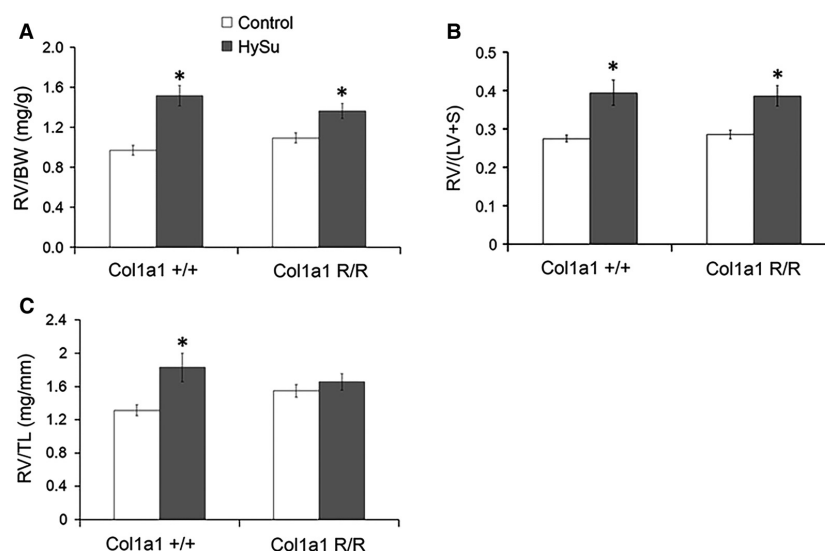 A
Control
HySu
RV/BW (mg/g)
2.0
1.6
1.2
0.8
0.4
0.0
*
*
Col1a1 +/+
Col1a1 R/R
B
RV/(LV+S)
0.5
0.4
0.3
0.2
0.1
0
*
*
Col1a1 +/+
Col1a1 R/R
C
RV/TL (mg/mm)
2.4
2
1.6
1.2
0.8
0.4
0
*
Col1a1 +/+
Col1a1 R/R